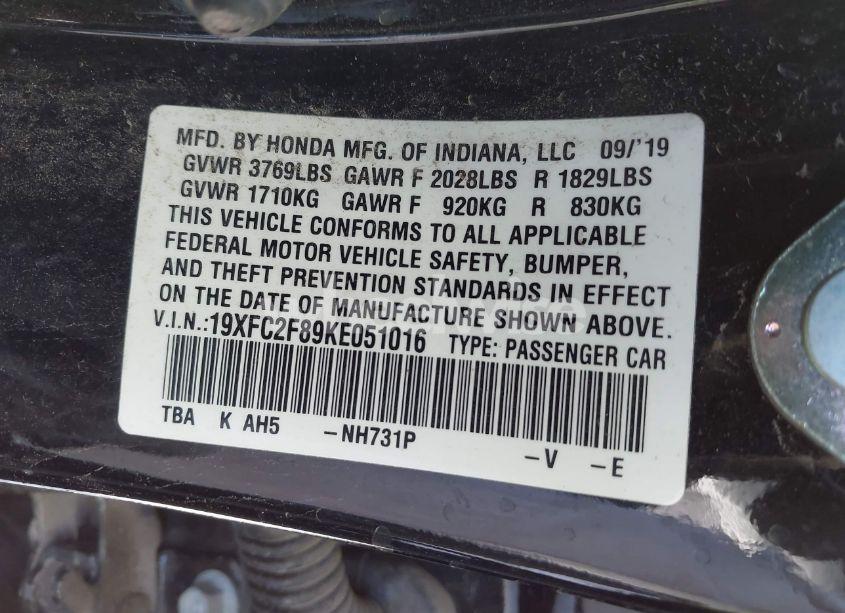 MFD. BY HONDA MFG. OF INDIANA, LLC 09/'19
GVWR 3769LBS GAWR F 2028LBS R 1829LBS
GVWR 1710KG GAWR F 920KG R 830KG
THIS VEHICLE CONFORMS TO ALL APPLICABLE
FEDERAL MOTOR VEHICLE SAFETY, BUMPER,
AND THEFT PREVENTION STANDARDS IN EFFECT
ON THE DATE OF MANUFACTURE SHOWN ABOVE.
V.I.N.:19XFC2F89KE051016 TYPE: PASSENGER CAR
TBA K AH5 -NH731P -V -E